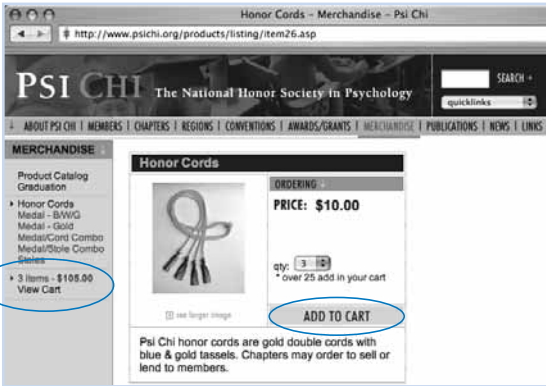 Honor Cords – Merchandise – Psi Chi
http://www.psichi.org/products/listing/item26.asp
PSI CHI The National Honor Society in Psychology
SEARCH
quicklinks
ABOUT PSI CHI | MEMBERS | CHAPTERS | REGIONS | CONVENTIONS | AWARDS/GRANTS | MERCHANDISE | PUBLICATIONS | NEWS | LINKS
MERCHANDISE
Product Catalog
Graduation
Honor Cords
Medal - B/W/G
Medal - Gold
Medal/Cord Combo
Medal/Stole Combo
Stoles
3 items - $105.00
View Cart
Honor Cords
ORDERING
PRICE: $10.00
qty: 3
* over 25 add in your cart
see larger image
ADD TO CART
Psi Chi honor cords are gold double cords with
blue & gold tassels. Chapters may order to sell or
lend to members.